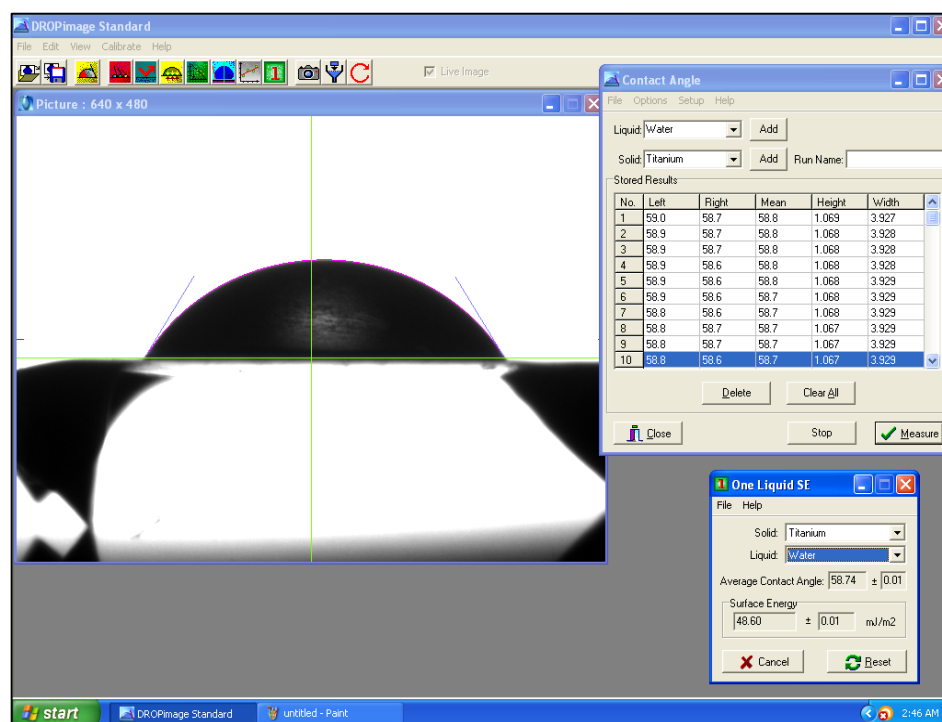 DROPimage Standard
File Edit View Calibrate Help
1 Live Image
Picture : 640 x 480
Contact Angle
File Options Setup Help
Liquid: Water Add
Solid: Titanium Add Run Name:
Stored Results
No. Left Right Mean Height Width
1 59.0 58.7 58.8 1.069 3.927
2 58.9 58.7 58.8 1.068 3.928
3 58.9 58.7 58.8 1.068 3.928
4 58.9 58.6 58.8 1.068 3.928
5 58.9 58.6 58.8 1.068 3.929
6 58.9 58.6 58.7 1.068 3.929
7 58.8 58.6 58.7 1.068 3.929
8 58.8 58.7 58.7 1.067 3.929
9 58.8 58.7 58.7 1.067 3.929
10 58.8 58.6 58.7 1.067 3.929
Delete Clear All
Close Stop Measure
1 One Liquid SE
File Help
Solid: Titanium
Liquid: Water
Average Contact Angle: 58.74 ± 0.01
Surface Energy
48.60 ± 0.01 mJ/m2
Cancel Reset
start DROPimage Standard untitled - Paint 2:46 AM